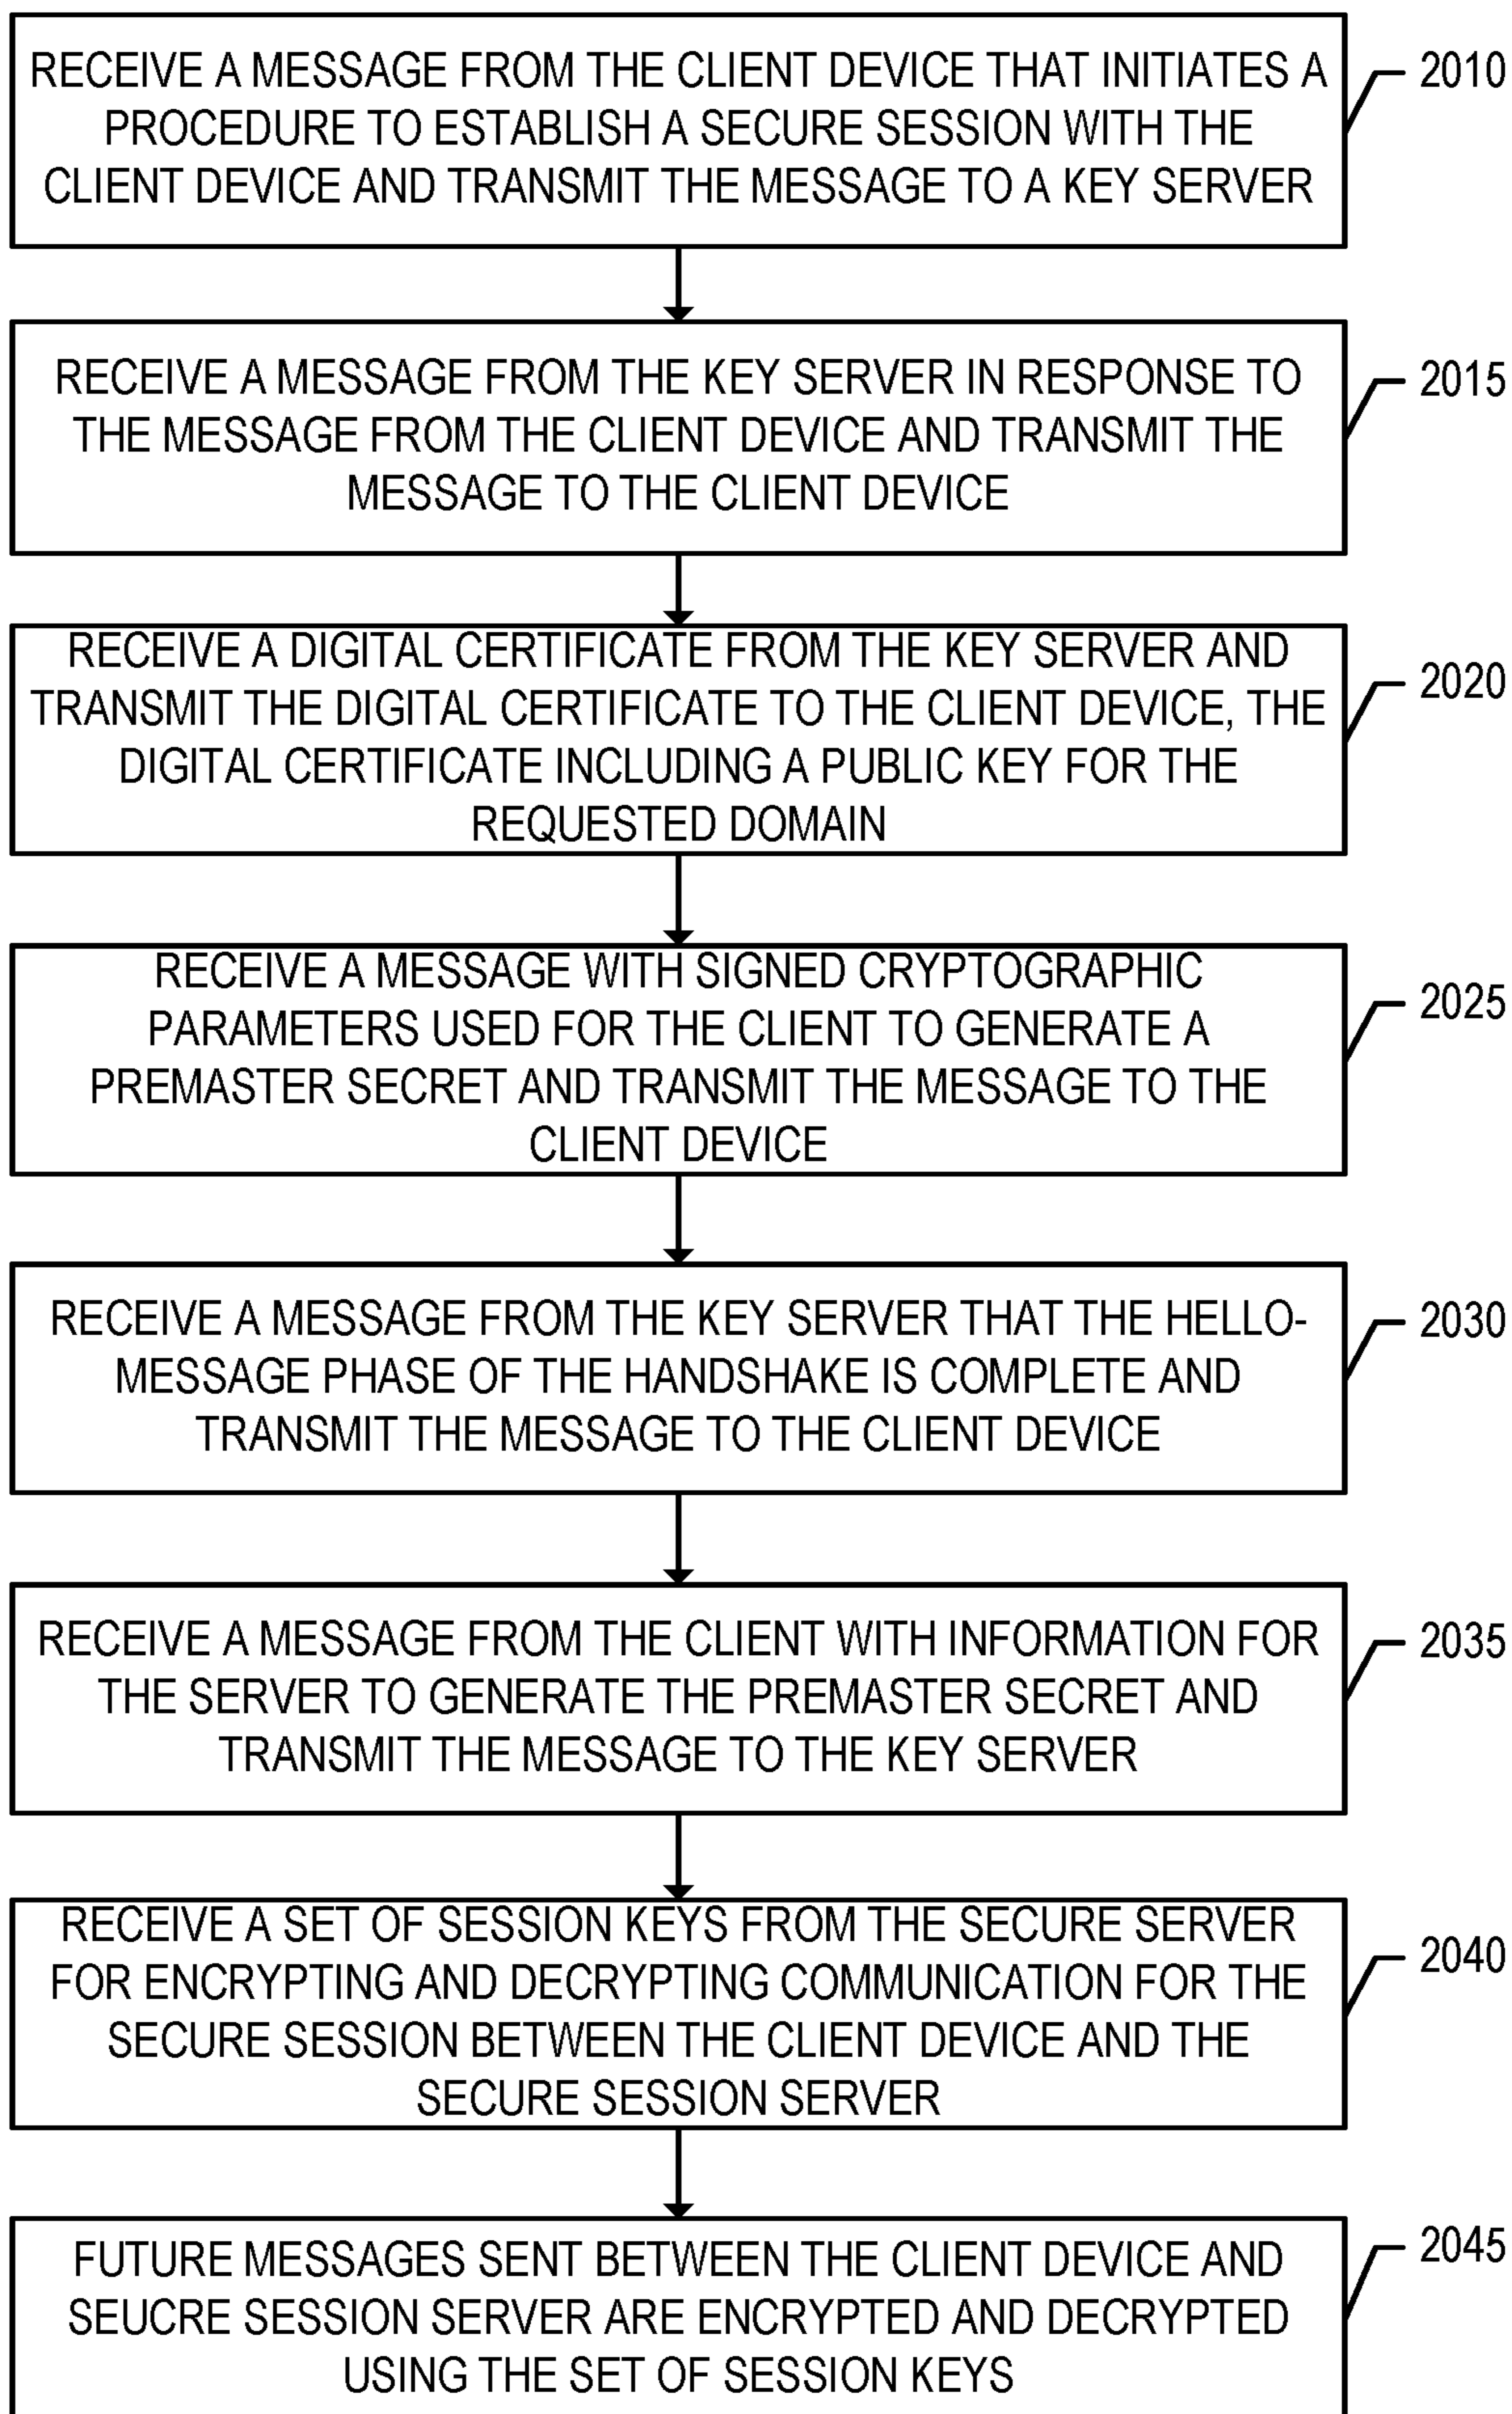 RECEIVE A MESSAGE FROM THE CLIENT DEVICE THAT INITIATES A
PROCEDURE TO ESTABLISH A SECURE SESSION WITH THE
CLIENT DEVICE AND TRANSMIT THE MESSAGE TO A KEY SERVER
2010
RECEIVE A MESSAGE FROM THE KEY SERVER IN RESPONSE TO
THE MESSAGE FROM THE CLIENT DEVICE AND TRANSMIT THE
MESSAGE TO THE CLIENT DEVICE
2015
RECEIVE A DIGITAL CERTIFICATE FROM THE KEY SERVER AND
TRANSMIT THE DIGITAL CERTIFICATE TO THE CLIENT DEVICE, THE
DIGITAL CERTIFICATE INCLUDING A PUBLIC KEY FOR THE
REQUESTED DOMAIN
2020
RECEIVE A MESSAGE WITH SIGNED CRYPTOGRAPHIC
PARAMETERS USED FOR THE CLIENT TO GENERATE A
PREMASTER SECRET AND TRANSMIT THE MESSAGE TO THE
CLIENT DEVICE
2025
RECEIVE A MESSAGE FROM THE KEY SERVER THAT THE HELLO-
MESSAGE PHASE OF THE HANDSHAKE IS COMPLETE AND
TRANSMIT THE MESSAGE TO THE CLIENT DEVICE
2030
RECEIVE A MESSAGE FROM THE CLIENT WITH INFORMATION FOR
THE SERVER TO GENERATE THE PREMASTER SECRET AND
TRANSMIT THE MESSAGE TO THE KEY SERVER
2035
RECEIVE A SET OF SESSION KEYS FROM THE SECURE SERVER
FOR ENCRYPTING AND DECRYPTING COMMUNICATION FOR THE
SECURE SESSION BETWEEN THE CLIENT DEVICE AND THE
SECURE SESSION SERVER
2040
FUTURE MESSAGES SENT BETWEEN THE CLIENT DEVICE AND
SEUCRE SESSION SERVER ARE ENCRYPTED AND DECRYPTED
USING THE SET OF SESSION KEYS
2045